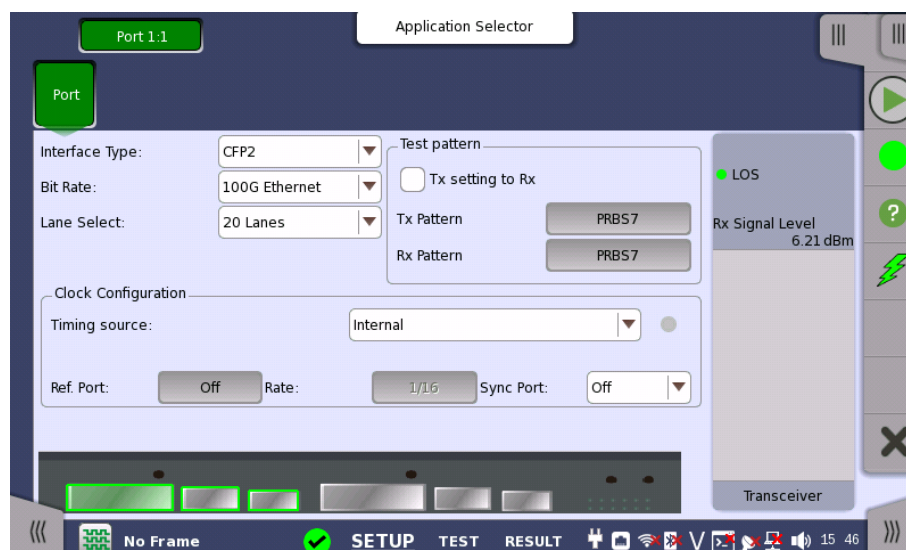 Port 1:1
Application Selector
Port
Interface Type:
CFP2
Bit Rate:
100G Ethernet
Lane Select:
20 Lanes
Test pattern
Tx setting to Rx
Tx Pattern
PRBS7
Rx Pattern
PRBS7
LOS
Rx Signal Level
6.21 dBm
Clock Configuration
Timing source:
Internal
Ref. Port:
Off
Rate:
1/16
Sync Port:
Off
Transceiver
No Frame
SETUP
TEST
RESULT
15 46